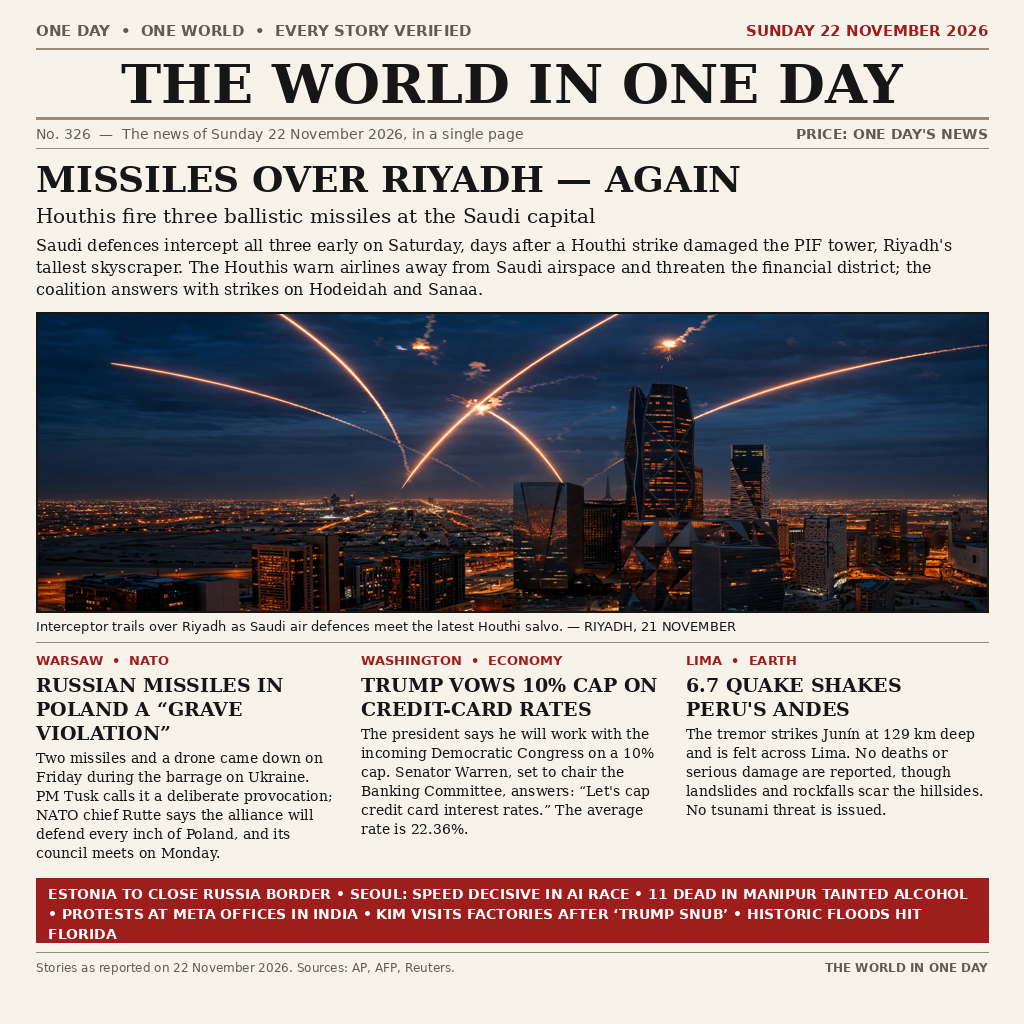 ONE DAY • ONE WORLD • EVERY STORY VERIFIED
SUNDAY 22 NOVEMBER 2026
THE WORLD IN ONE DAY
No. 326 — The news of Sunday 22 November 2026, in a single page
PRICE: ONE DAY'S NEWS
MISSILES OVER RIYADH — AGAIN
Houthis fire three ballistic missiles at the Saudi capital
Saudi defences intercept all three early on Saturday, days after a Houthi strike damaged the PIF tower, Riyadh's
tallest skyscraper. The Houthis warn airlines away from Saudi airspace and threaten the financial district; the
coalition answers with strikes on Hodeidah and Sanaa.
Interceptor trails over Riyadh as Saudi air defences meet the latest Houthi salvo. — RIYADH, 21 NOVEMBER
WARSAW • NATO
RUSSIAN MISSILES IN
POLAND A “GRAVE
VIOLATION”
Two missiles and a drone came down on
Friday during the barrage on Ukraine.
PM Tusk calls it a deliberate provocation;
NATO chief Rutte says the alliance will
defend every inch of Poland, and its
council meets on Monday.
WASHINGTON • ECONOMY
TRUMP VOWS 10% CAP ON
CREDIT-CARD RATES
The president says he will work with the
incoming Democratic Congress on a 10%
cap. Senator Warren, set to chair the
Banking Committee, answers: “Let's cap
credit card interest rates.” The average
rate is 22.36%.
LIMA • EARTH
6.7 QUAKE SHAKES
PERU'S ANDES
The tremor strikes Junín at 129 km deep
and is felt across Lima. No deaths or
serious damage are reported, though
landslides and rockfalls scar the hillsides.
No tsunami threat is issued.
ESTONIA TO CLOSE RUSSIA BORDER • SEOUL: SPEED DECISIVE IN AI RACE • 11 DEAD IN MANIPUR TAINTED ALCOHOL
• PROTESTS AT META OFFICES IN INDIA • KIM VISITS FACTORIES AFTER ‘TRUMP SNUB’ • HISTORIC FLOODS HIT
FLORIDA
Stories as reported on 22 November 2026. Sources: AP, AFP, Reuters.
THE WORLD IN ONE DAY